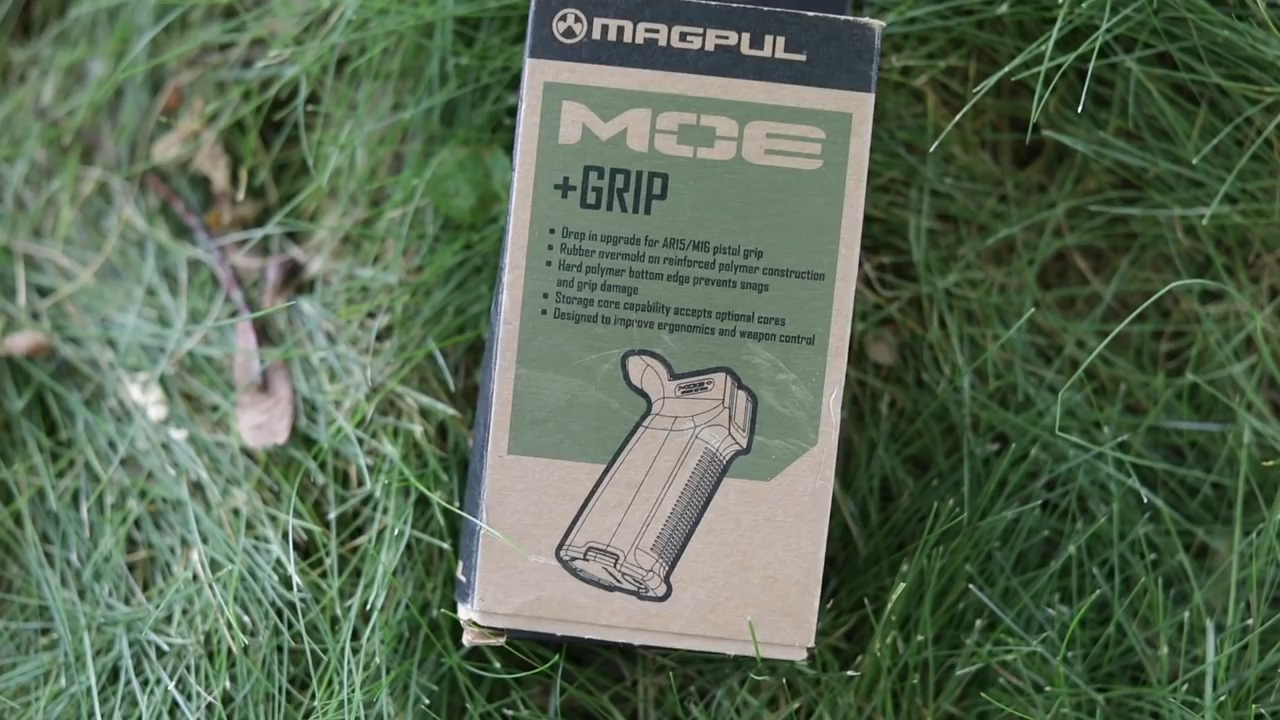 MAGPUL
MOE
+GRIP
▪ Drop in upgrade for AR15/M16 pistol grip
▪ Rubber overmold on reinforced polymer construction
▪ Hard polymer bottom edge prevents snags
and grip damage
▪ Storage core capability accepts optional cores
▪ Designed to improve ergonomics and weapon control
MOE+
L